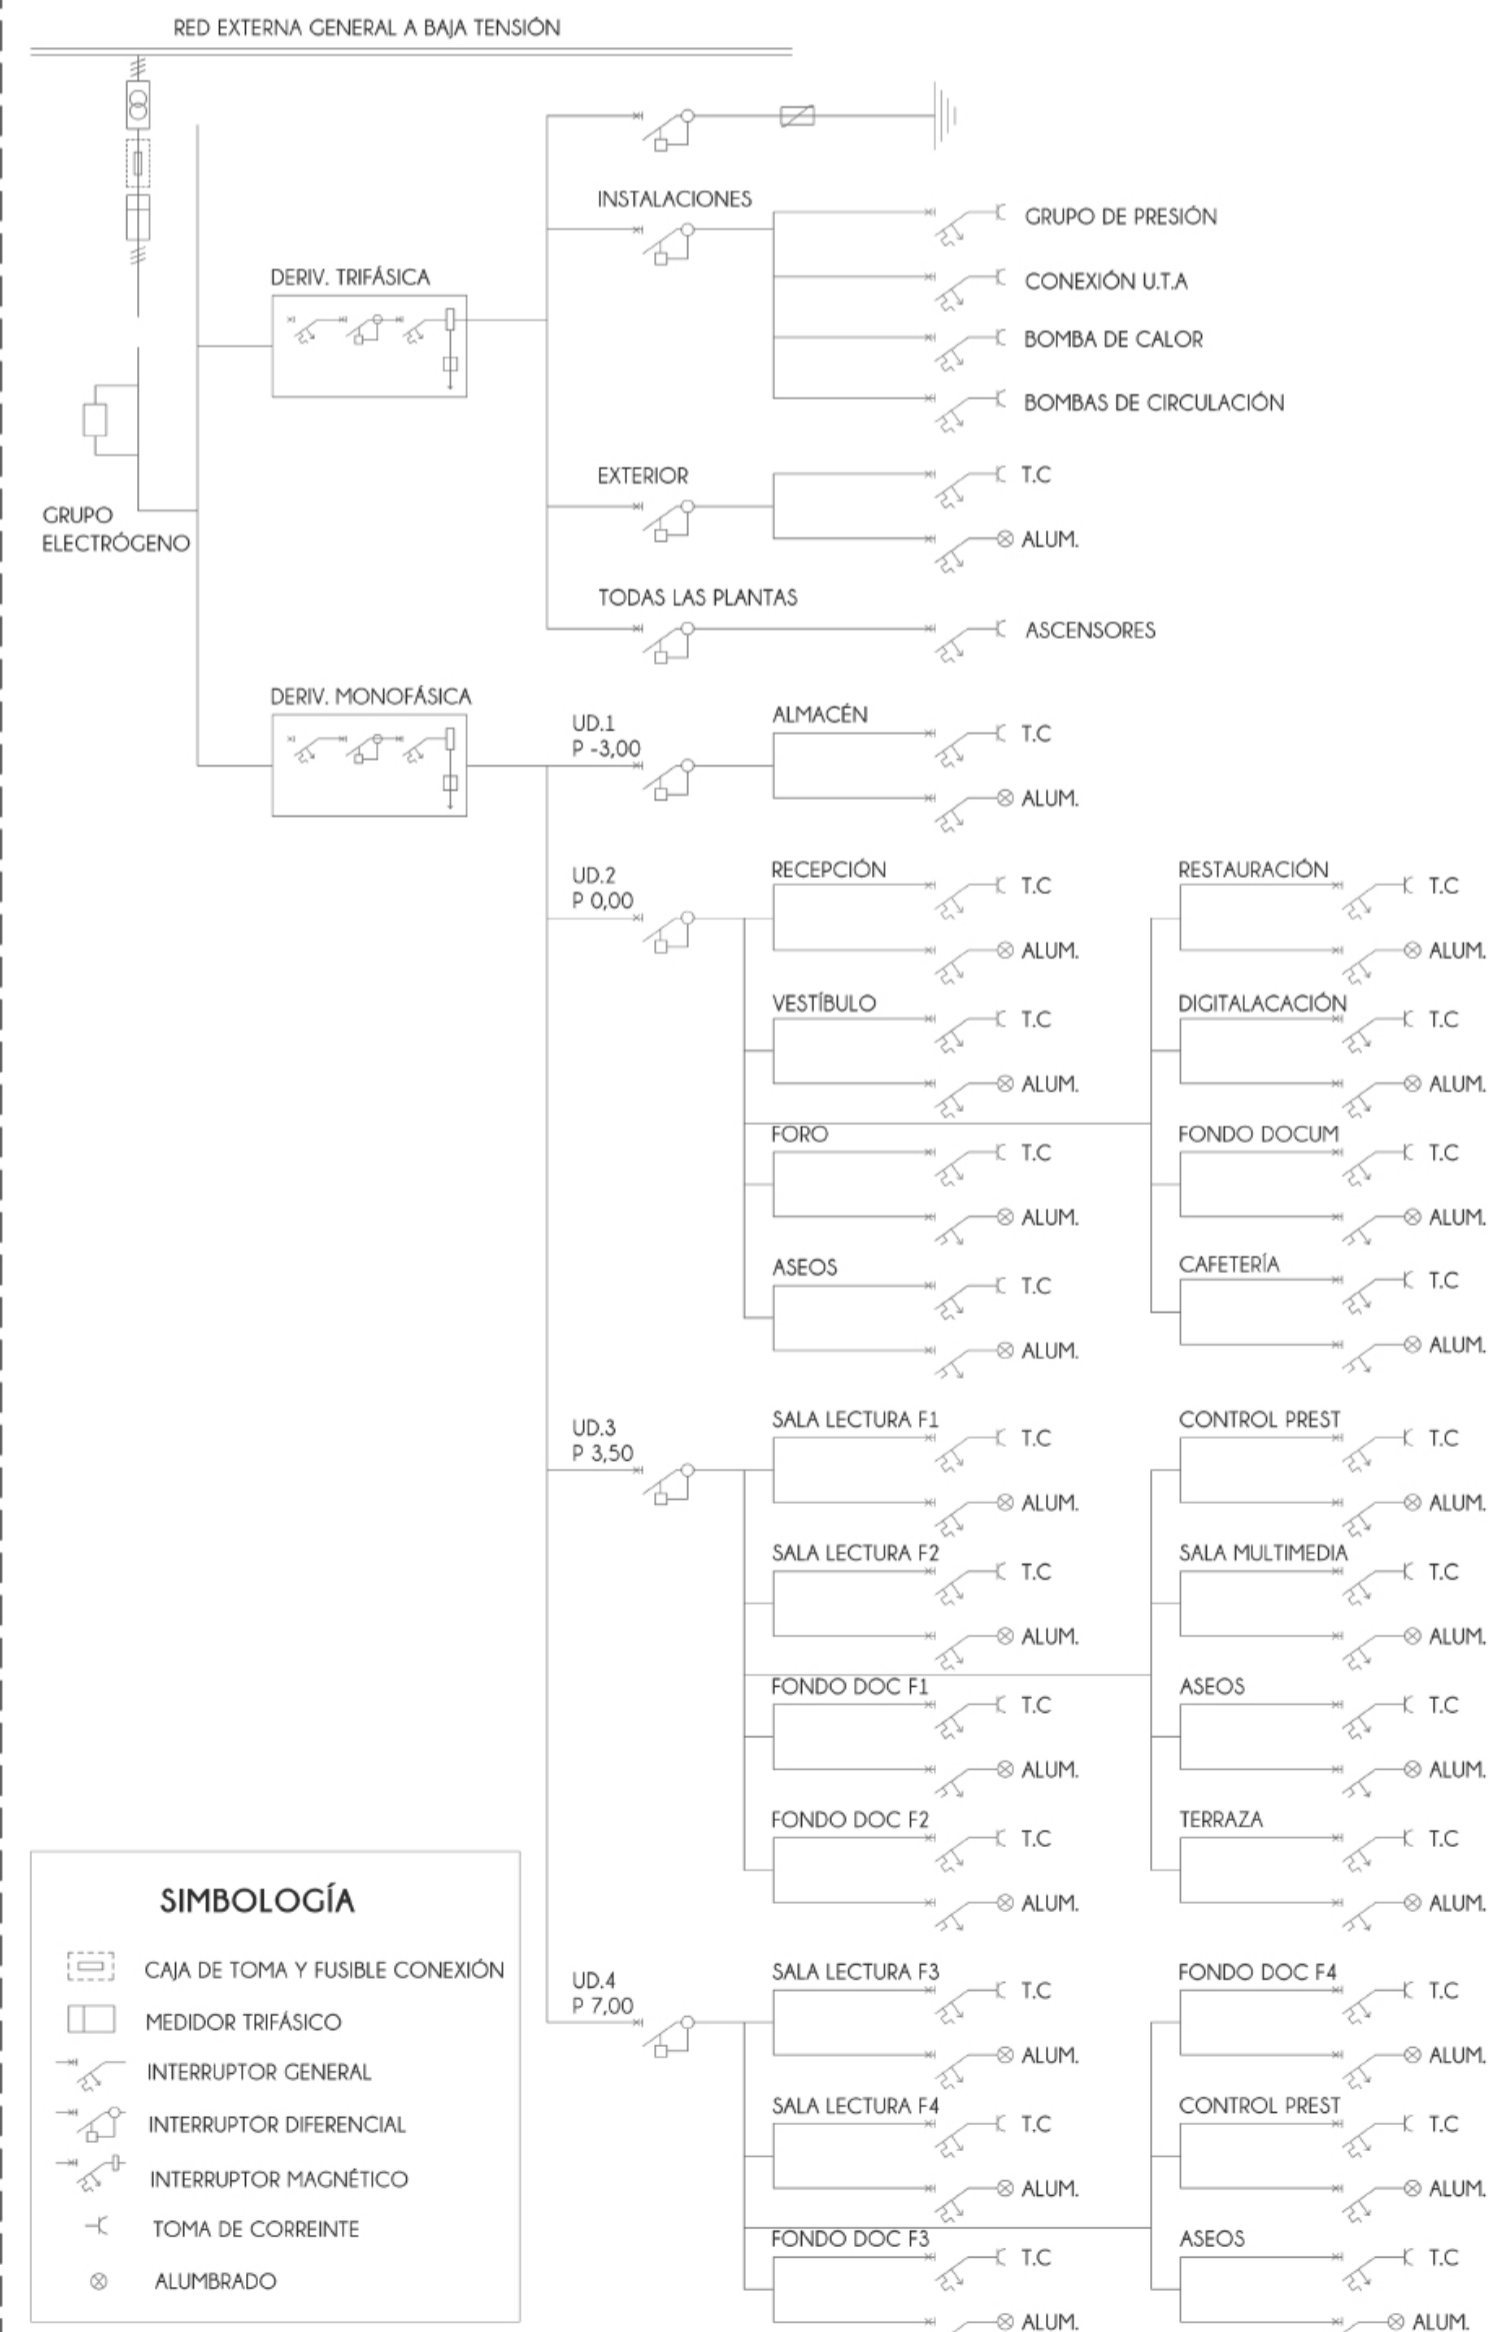 RED EXTERNA GENERAL A BAJA TENSIÓN
INSTALACIONES
GRUPO DE PRESIÓN
CONEXIÓN U.T.A
BOMBA DE CALOR
BOMBAS DE CIRCULACIÓN
DERIV. TRIFÁSICA
EXTERIOR
T.C
ALUM.
GRUPO
ELECTRÓGENO
TODAS LAS PLANTAS
ASCENSORES
DERIV. MONOFÁSICA
UD.1
P -3,00
ALMACÉN
T.C
ALUM.
UD.2
P 0,00
RECEPCIÓN
T.C
ALUM.
VESTÍBULO
T.C
ALUM.
FORO
T.C
ALUM.
ASEOS
T.C
ALUM.
RESTAURACIÓN
T.C
ALUM.
DIGITALACACIÓN
T.C
ALUM.
FONDO DOCUM
T.C
ALUM.
CAFETERÍA
T.C
ALUM.
UD.3
P 3,50
SALA LECTURA F1
T.C
ALUM.
SALA LECTURA F2
T.C
ALUM.
FONDO DOC F1
T.C
ALUM.
FONDO DOC F2
T.C
ALUM.
CONTROL PREST
T.C
ALUM.
SALA MULTIMEDIA
T.C
ALUM.
ASEOS
T.C
ALUM.
TERRAZA
T.C
ALUM.
UD.4
P 7,00
SALA LECTURA F3
T.C
ALUM.
SALA LECTURA F4
T.C
ALUM.
FONDO DOC F3
T.C
ALUM.
FONDO DOC F4
T.C
ALUM.
CONTROL PREST
T.C
ALUM.
ASEOS
T.C
ALUM.
SIMBOLOGÍA
CAJA DE TOMA Y FUSIBLE CONEXIÓN
MEDIDOR TRIFÁSICO
INTERRUPTOR GENERAL
INTERRUPTOR DIFERENCIAL
INTERRUPTOR MAGNÉTICO
TOMA DE CORREINTE
ALUMBRADO